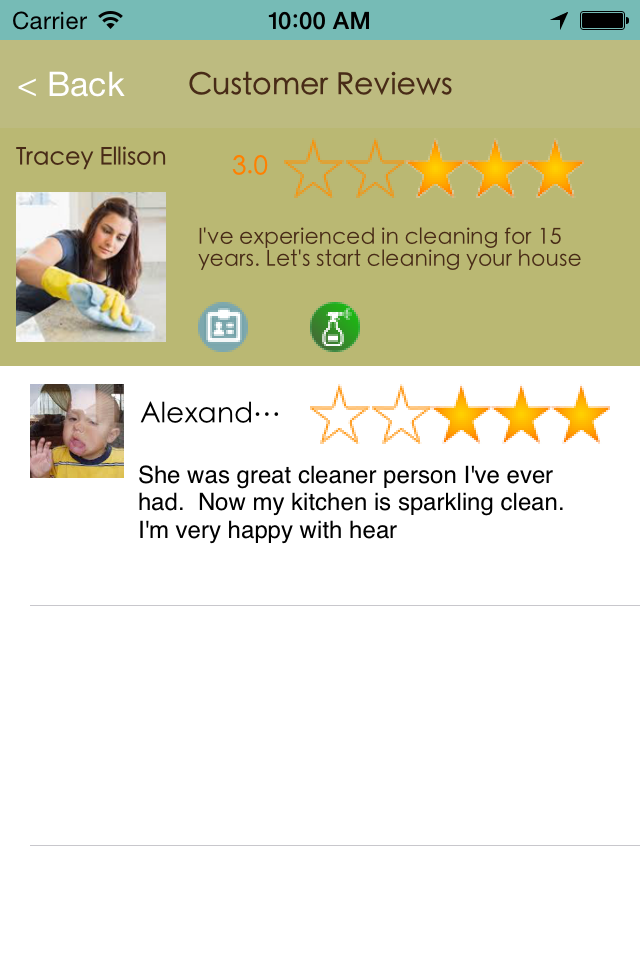 Carrier 10:00 AM
< Back Customer Reviews
Tracey Ellison 3.0
I've experienced in cleaning for 15
years. Let's start cleaning your house
Alexand...
She was great cleaner person I've ever
had.  Now my kitchen is sparkling clean.
I'm very happy with hear